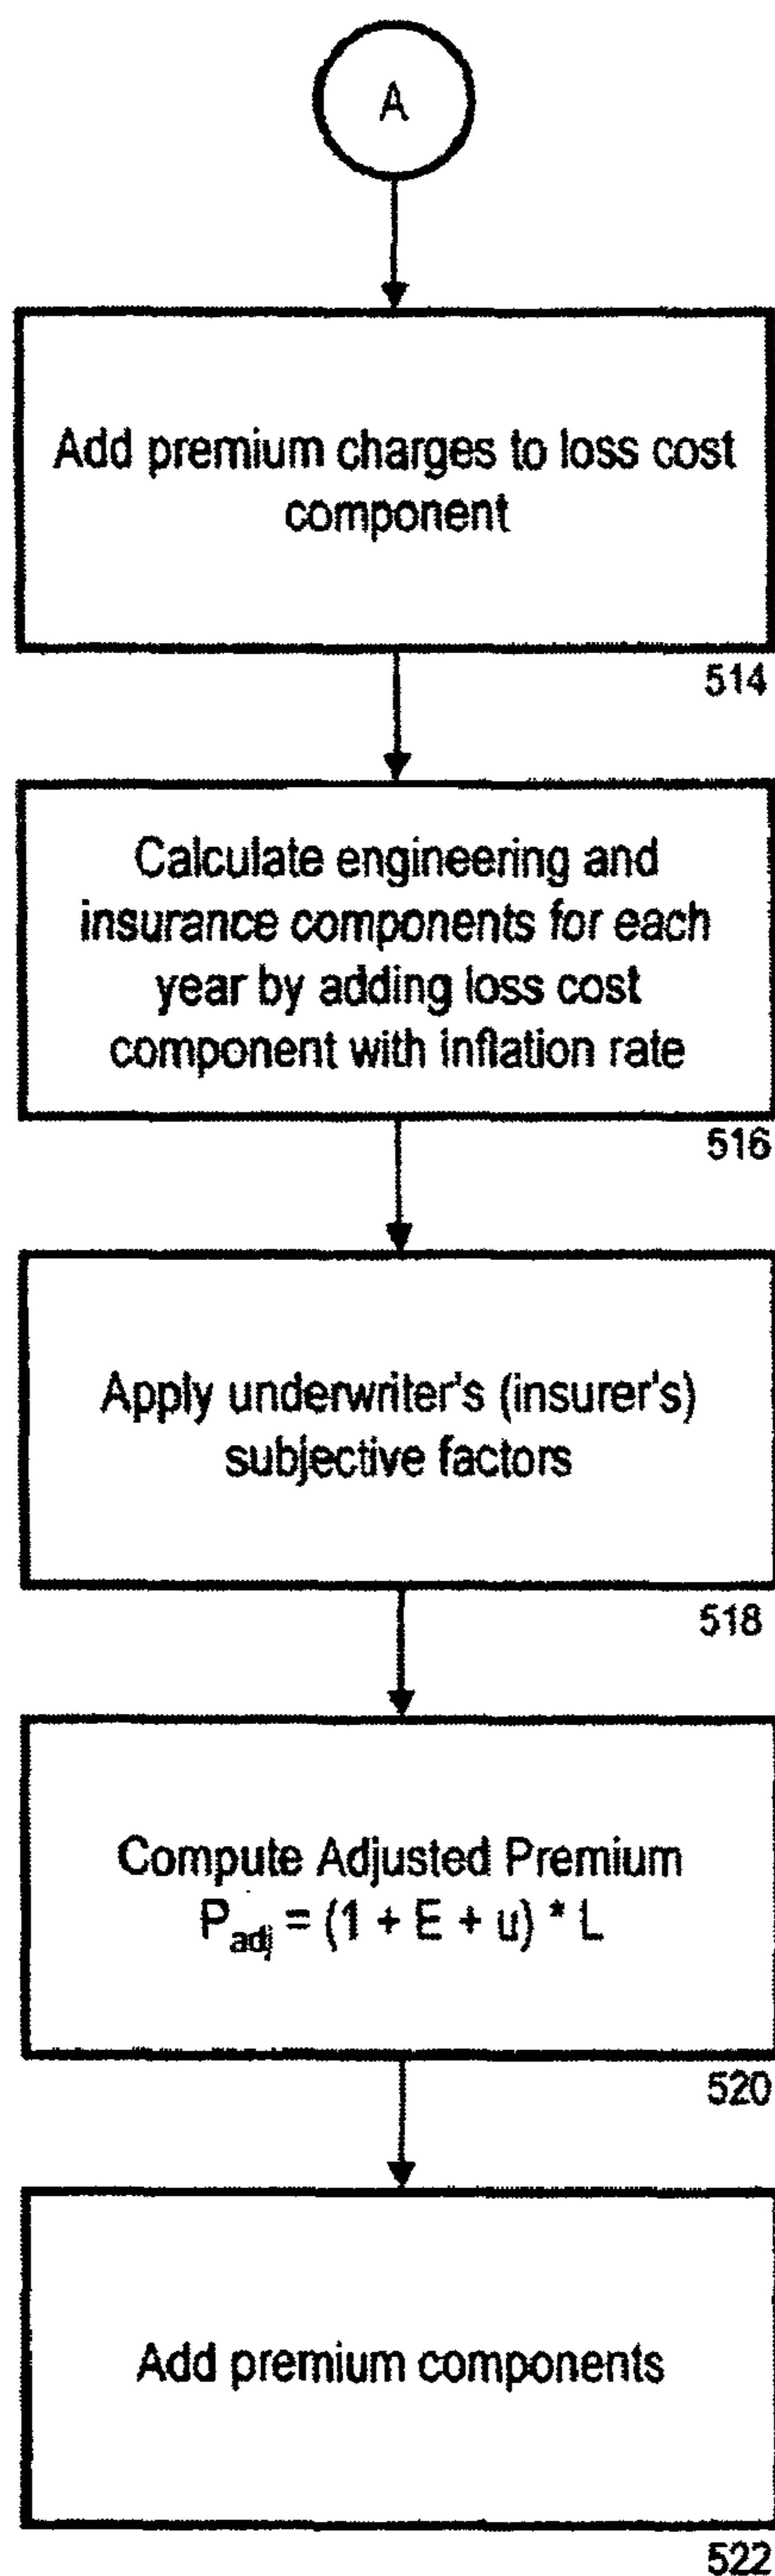 A
Add premium charges to loss cost
component
514
Calculate engineering and
insurance components for each
year by adding loss cost
component with inflation rate
516
Apply underwriter's (insurer's)
subjective factors
518
Compute Adjusted Premium
P_adj = (1 + E + u) * L
520
Add premium components
522